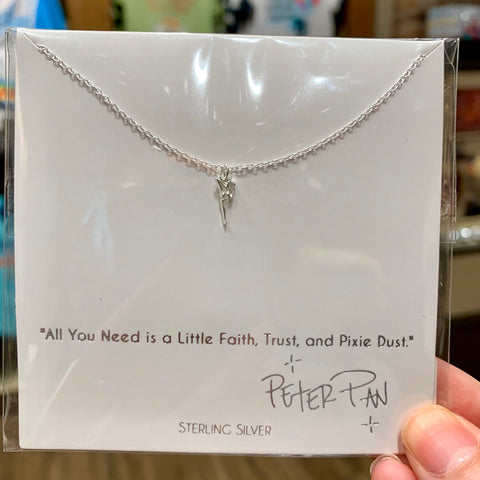 "All You Need is a Little Faith, Trust, and Pixie Dust."
PETER PAN
STERLING SILVER